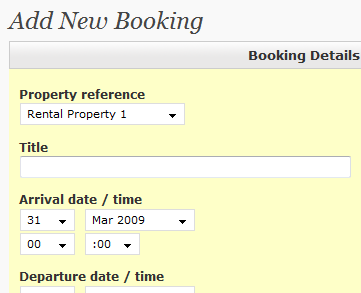 Add New Booking
Booking Details
Property reference
Rental Property 1
Title
Arrival date / time
31 Mar 2009
00 :00
Departure date / time